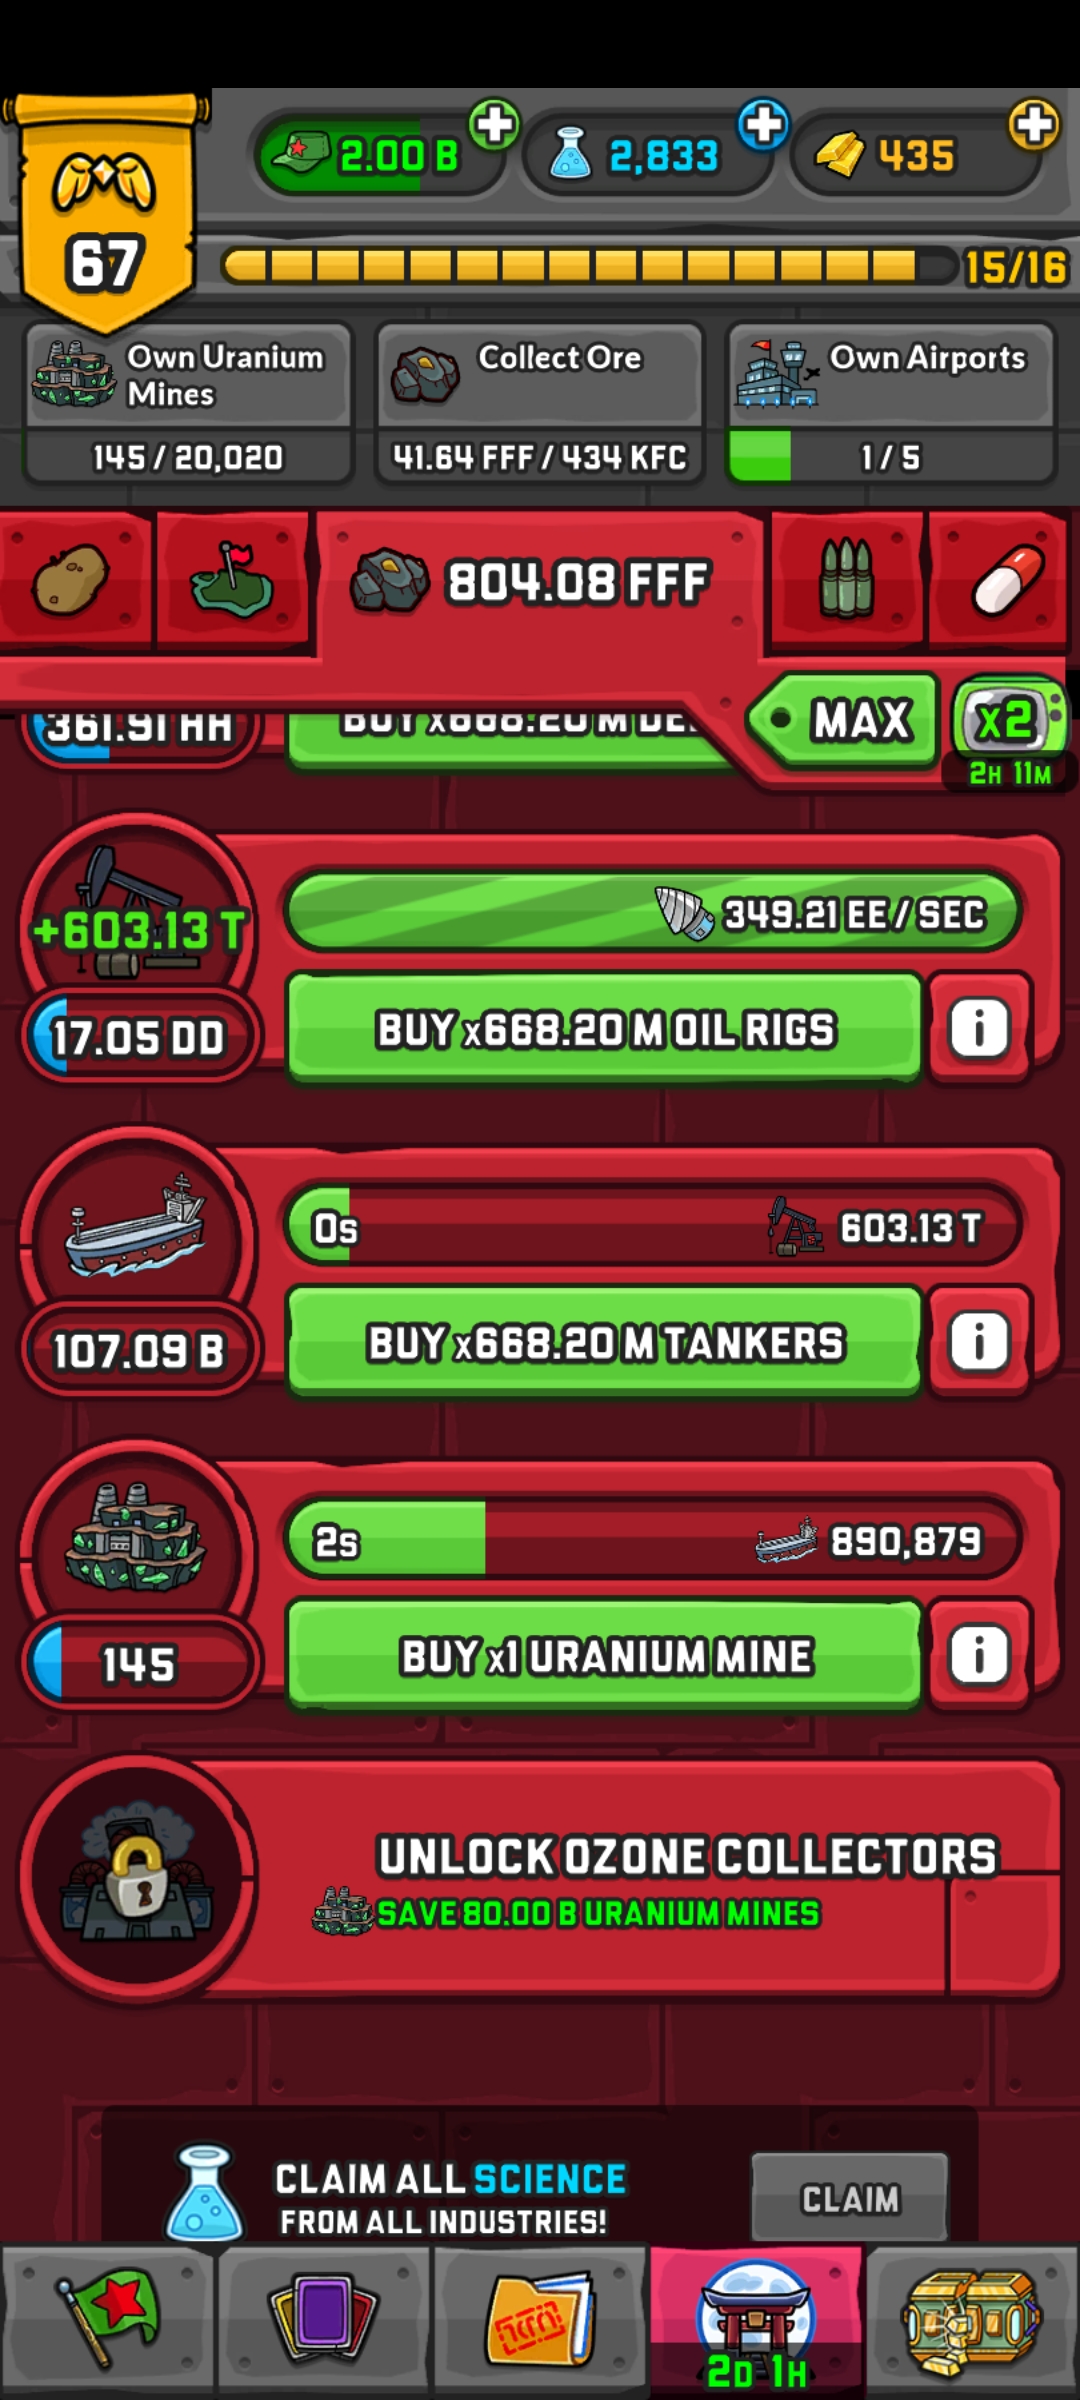 2.00 B
2,833
435
67
15/16
Own Uranium
Mines
145 / 20,020
Collect Ore
41.64 FFF / 434 KFC
Own Airports
1 / 5
804.08 FFF
MAX
X2
2H 11M
361.91 HH
BUY x668.20 M DE
+603.13 T
349.21 EE / SEC
17.05 DD
BUY x668.20 M OIL RIGS
i
0s
603.13 T
107.09 B
BUY x668.20 M TANKERS
i
2s
890,879
145
BUY x1 URANIUM MINE
i
UNLOCK OZONE COLLECTORS
SAVE 80.00 B URANIUM MINES
CLAIM ALL SCIENCE
FROM ALL INDUSTRIES!
CLAIM
2D 1H